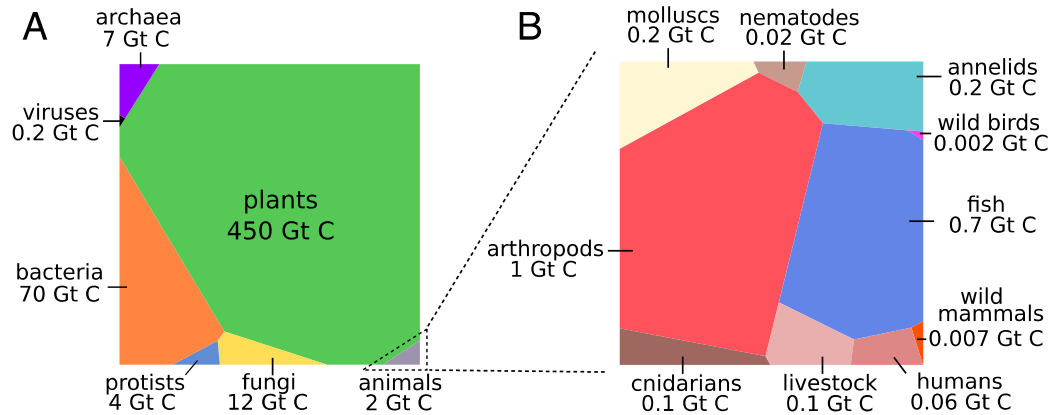 A
archaea
7 Gt C
viruses
0.2 Gt C
plants
450 Gt C
bacteria
70 Gt C
protists
4 Gt C
fungi
12 Gt C
animals
2 Gt C
B
molluscs
0.2 Gt C
nematodes
0.02 Gt C
annelids
0.2 Gt C
wild birds
0.002 Gt C
fish
0.7 Gt C
arthropods
1 Gt C
wild
mammals
0.007 Gt C
cnidarians
0.1 Gt C
livestock
0.1 Gt C
humans
0.06 Gt C